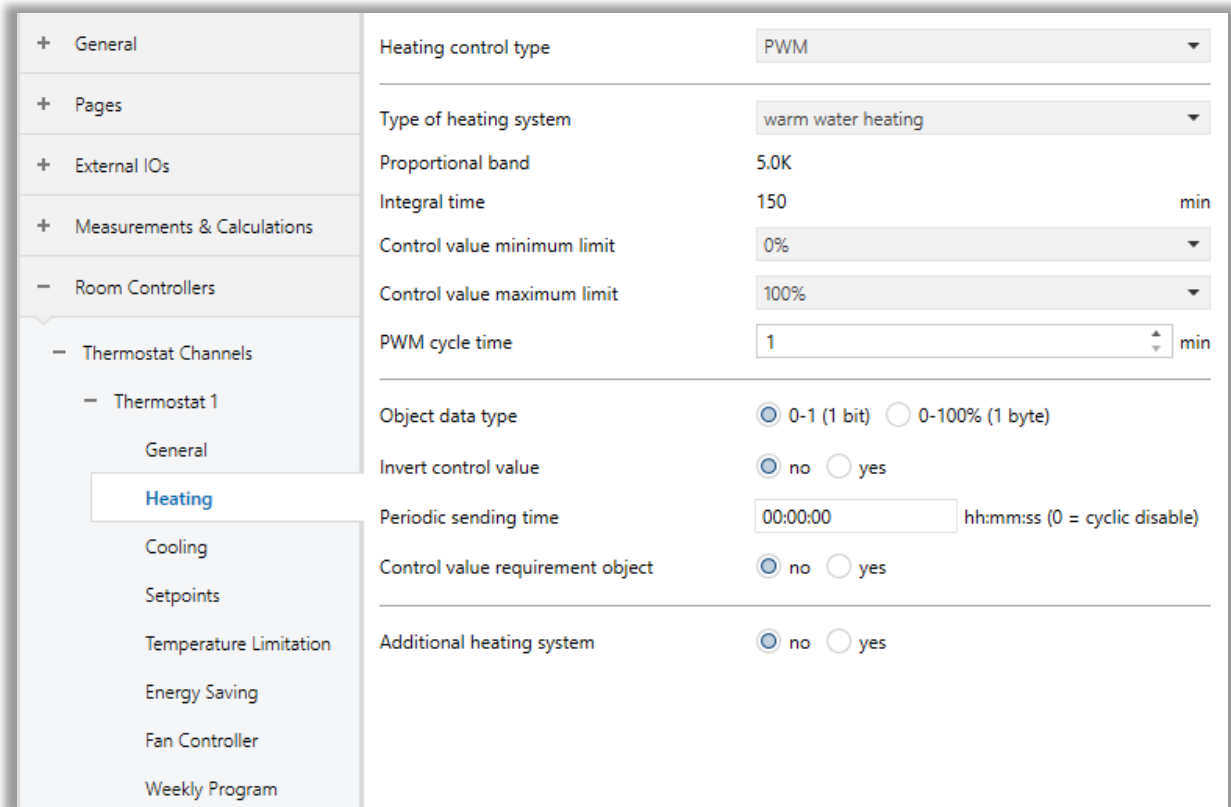 General
Pages
External IOs
Measurements & Calculations
Room Controllers
Thermostat Channels
Thermostat 1
General
Heating
Cooling
Setpoints
Temperature Limitation
Energy Saving
Fan Controller
Weekly Program
Heating control type PWM
Type of heating system warm water heating
Proportional band 5.0K
Integral time 150 min
Control value minimum limit 0%
Control value maximum limit 100%
PWM cycle time 1 min
Object data type 0-1 (1 bit) 0-100% (1 byte)
Invert control value no yes
Periodic sending time 00:00:00 hh:mm:ss (0 = cyclic disable)
Control value requirement object no yes
Additional heating system no yes